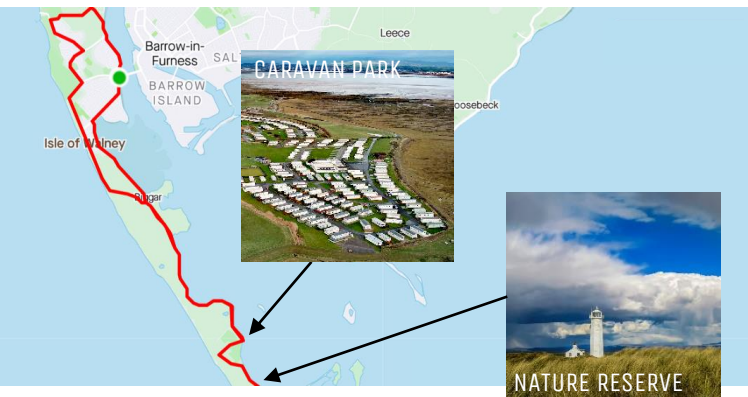 Leece
Barrow-in-
Furness
SAL
BARROW
ISLAND
CARAVAN PARK
oosebeck
Isle of Walney
Biggar
NATURE RESERVE